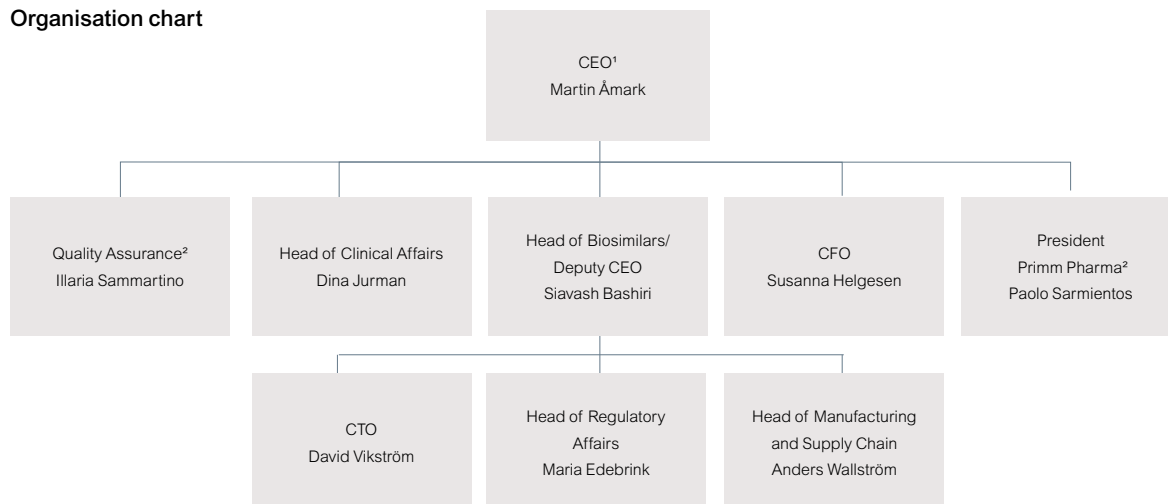 Organisation chart
CEO¹
Martin Åmark
Quality Assurance²
Illaria Sammartino
Head of Clinical Affairs
Dina Jurman
Head of Biosimilars/
Deputy CEO
Siavash Bashiri
CFO
Susanna Helgesen
President
Primm Pharma²
Paolo Sarmientos
CTO
David Vikström
Head of Regulatory
Affairs
Maria Edebrink
Head of Manufacturing
and Supply Chain
Anders Wallström